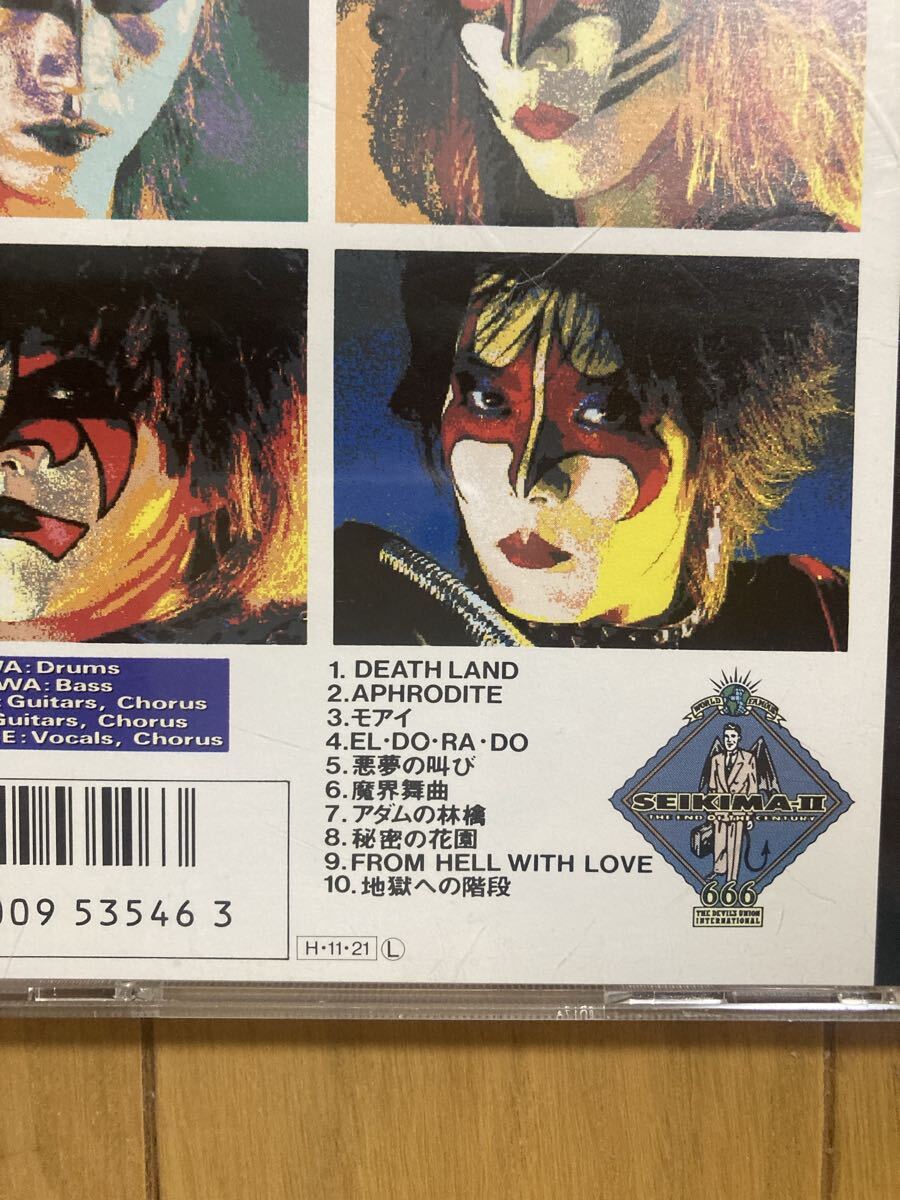 WA:Drums
WA:Bass
: Guitars, Chorus
Guitars, Chorus
E:Vocals, Chorus
1. DEATH LAND
2. APHRODITE
3. モアイ
4. EL・DO・RA・DO
5. 悪夢の叫び
6. 魔界舞曲
7. アダムの林檎
8. 秘密の花園
9. FROM HELL WITH LOVE
10. 地獄への階段
WORLD FAMOUS
SEIKIMA-II
THE END OF THE CENTURY
666
THE DEVIL'S UNION
INTERNATIONAL
009 53546 3
H・11・21 L